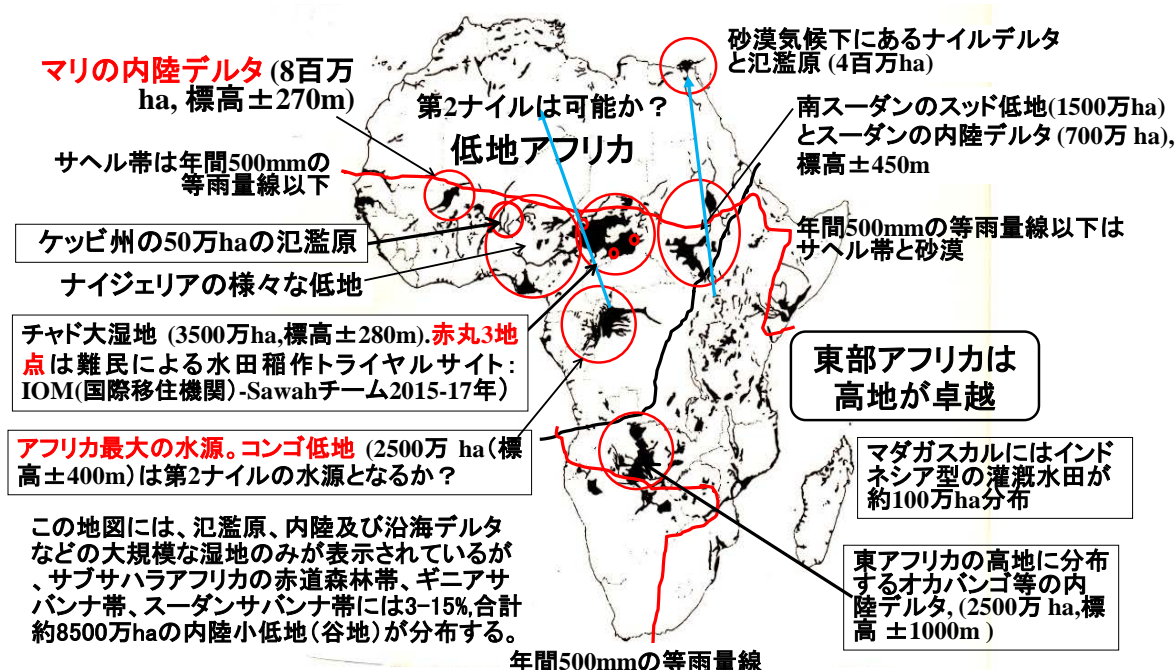 マリの内陸デルタ (8百万
ha, 標高±270m)
砂漠気候下にあるナイルデルタ
と氾濫原 (4百万ha)
第2ナイルは可能か？
低地アフリカ
南スーダンのスッド低地(1500万ha)
とスーダンの内陸デルタ (700万 ha),
標高±450m
サヘル帯は年間500mmの
等雨量線以下
ケッビ州の50万haの氾濫原
年間500mmの等雨量線以下は
サヘル帯と砂漠
ナイジェリアの様々な低地
チャド大湿地 (3500万ha,標高±280m).赤丸3地
点は難民による水田稲作トライヤルサイト：
IOM(国際移住機関)-Sawahチーム2015-17年）
東部アフリカは
高地が卓越
アフリカ最大の水源。コンゴ低地 (2500万 ha（標
高±400m）は第2ナイルの水源となるか？
マダガスカルにはインド
ネシア型の灌漑水田が
約100万ha分布
この地図には、氾濫原、内陸及び沿海デルタ
などの大規模な湿地のみが表示されているが
、サブサハラアフリカの赤道森林帯、ギニアサ
バンナ帯、スーダンサバンナ帯には3-15%,合計
約8500万haの内陸小低地（谷地）が分布する。
東アフリカの高地に分布
するオカバンゴ等の内
陸デルタ, (2500万 ha,標
高 ±1000m )
年間500mmの等雨量線